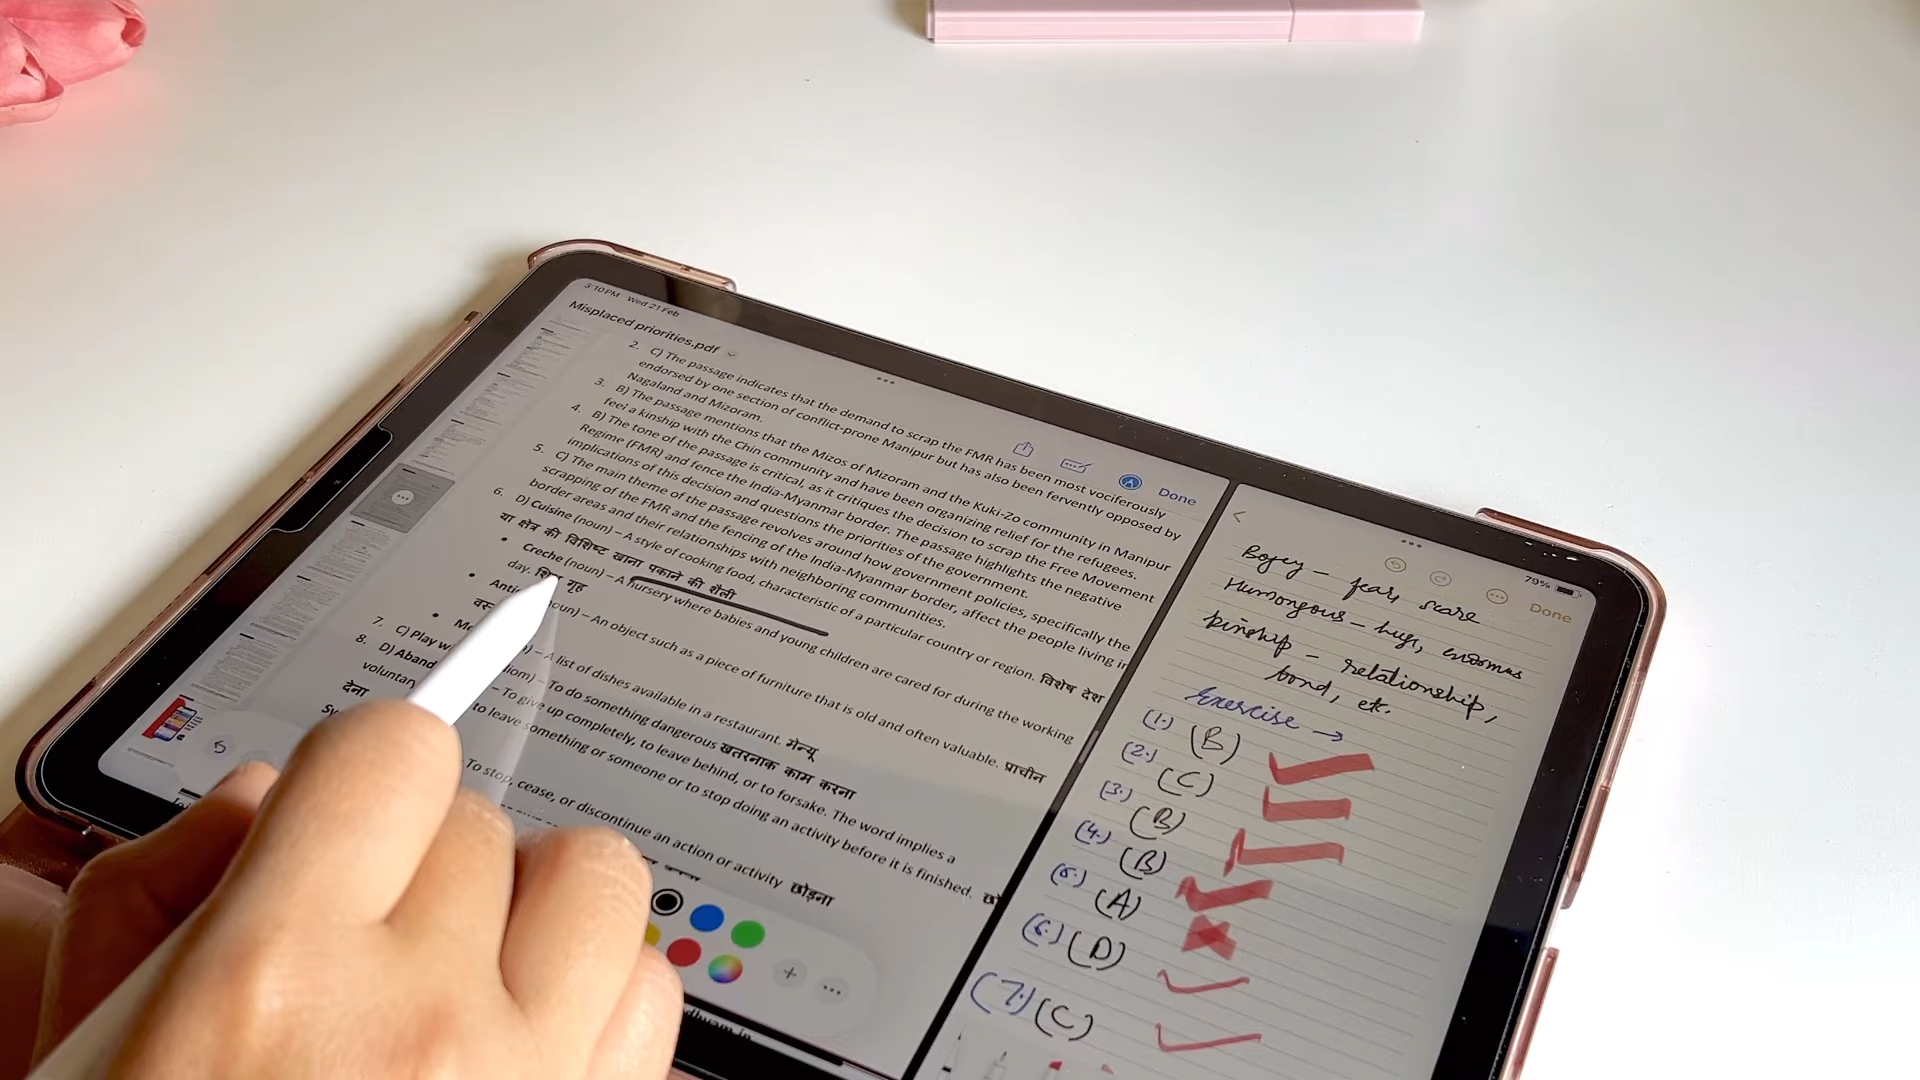 3:10 PM Wed 21 Feb
Misplaced priorities.pdf
Done
2. C) The passage indicates that the demand to scrap the FMR has been most vociferously
endorsed by one section of conflict-prone Manipur but has also been fervently opposed by
Nagaland and Mizoram.
3. B) The passage mentions that the Mizos of Mizoram and the Kuki-Zo community in Manipur
feel a kinship with the Chin community and have been organizing relief for the refugees.
4. B) The tone of the passage is critical, as it critiques the decision to scrap the Free Movement
Regime (FMR) and fence the India-Myanmar border. The passage highlights the negative
implications of this decision and questions the priorities of the government.
5. C) The main theme of the passage revolves around how government policies, specifically the
scrapping of the FMR and the fencing of the India-Myanmar border, affect the people living in
border areas and their relationships with neighboring communities.
6. D) Cuisine (noun) – A style of cooking food, characteristic of a particular country or region. विशेष देश
या क्षेत्र की विशिष्ट खाना पकाने की शैली
• Creche (noun) – A nursery where babies and young children are cared for during the working
day. गृह
• noun) – An object such as a piece of furniture that is old and often valuable. प्राचीन
• – A list of dishes available in a restaurant. मेन्यू
7. C) Play – To do something dangerous खतरनाक काम करना
8. D) – To give up completely, to leave behind, or to forsake. The word implies a
voluntary to leave something or someone or to stop doing an activity before it is finished.
देना
To stop, cease, or discontinue an action or activity छोड़ना
79%
Done
Bogey – fear, scare
Humongous – huge, enormous
kinship – relationship,
bond, etc.
Exercise →
(1.) (B)
(2.) (C)
(3.) (B)
(4.) (B)
(5.) (A)
(6.) (D)
(7.) (C)